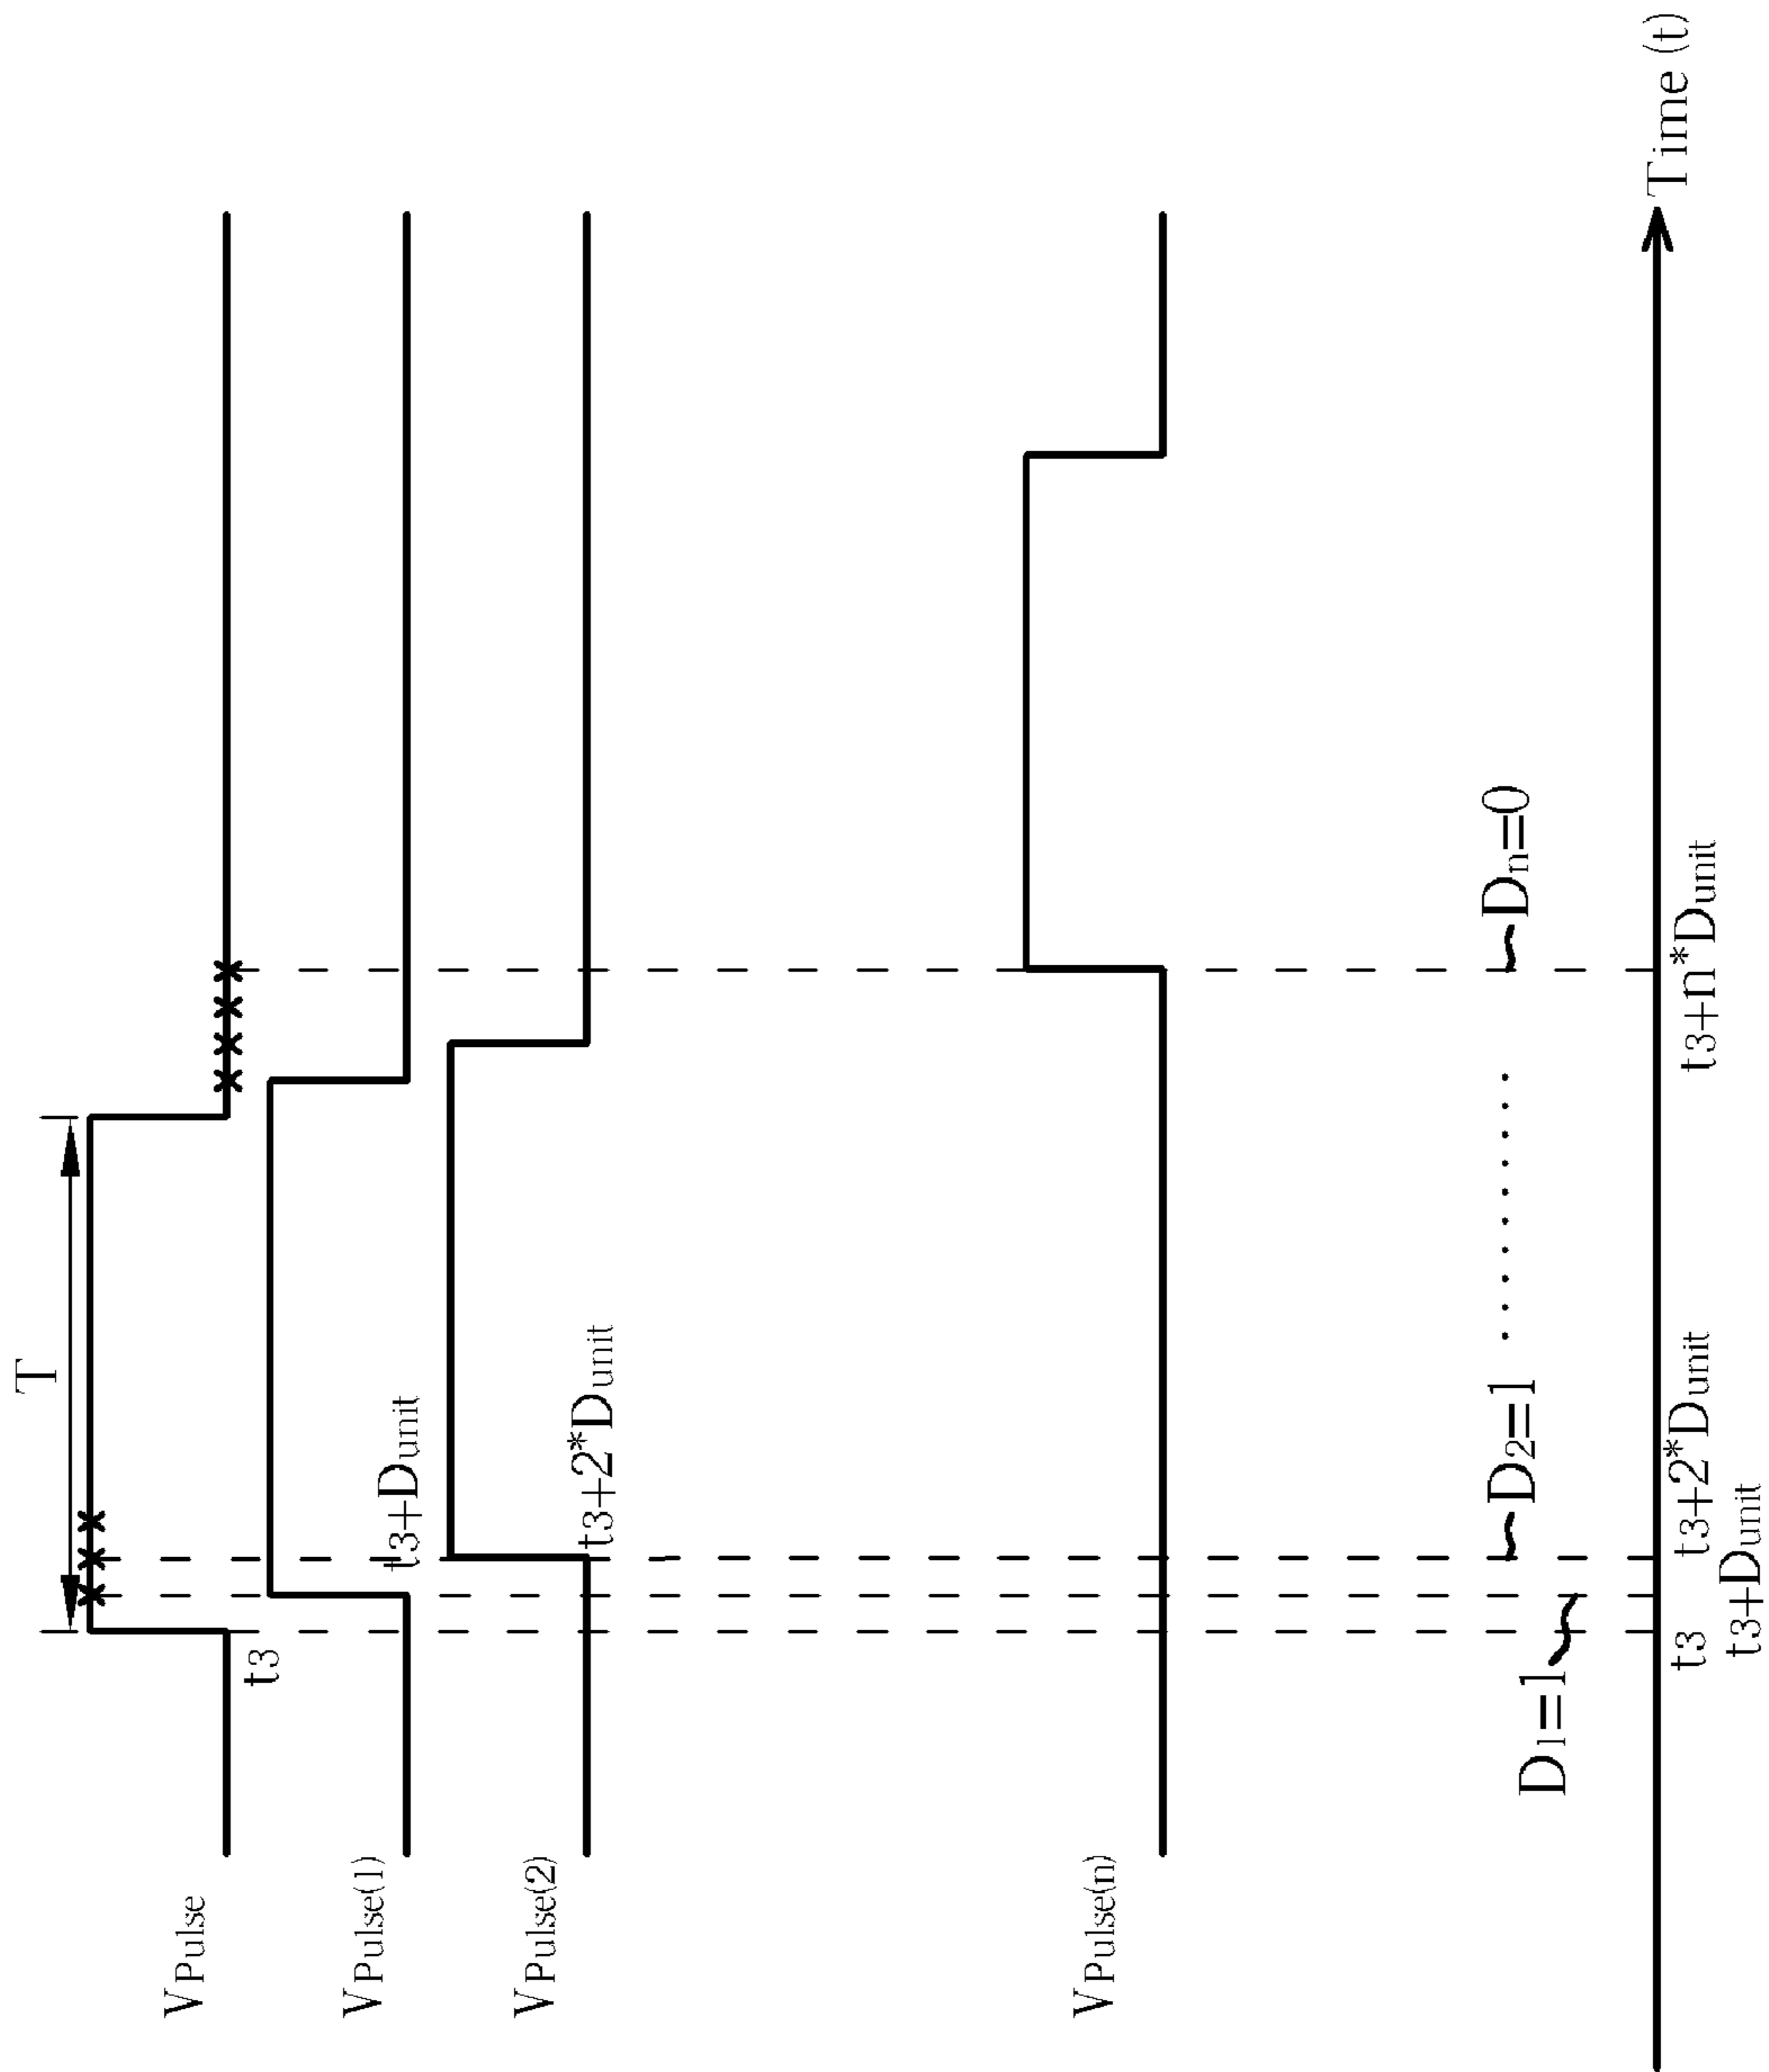 T
VPulse
t3
VPulse(1)
t3+Dunit
VPulse(2)
t3+2*Dunit
VPulse(n)
D1=1
D2=1
Dn=0
t3
t3+2*Dunit
t3+n*Dunit
Time (t)
t3+Dunit